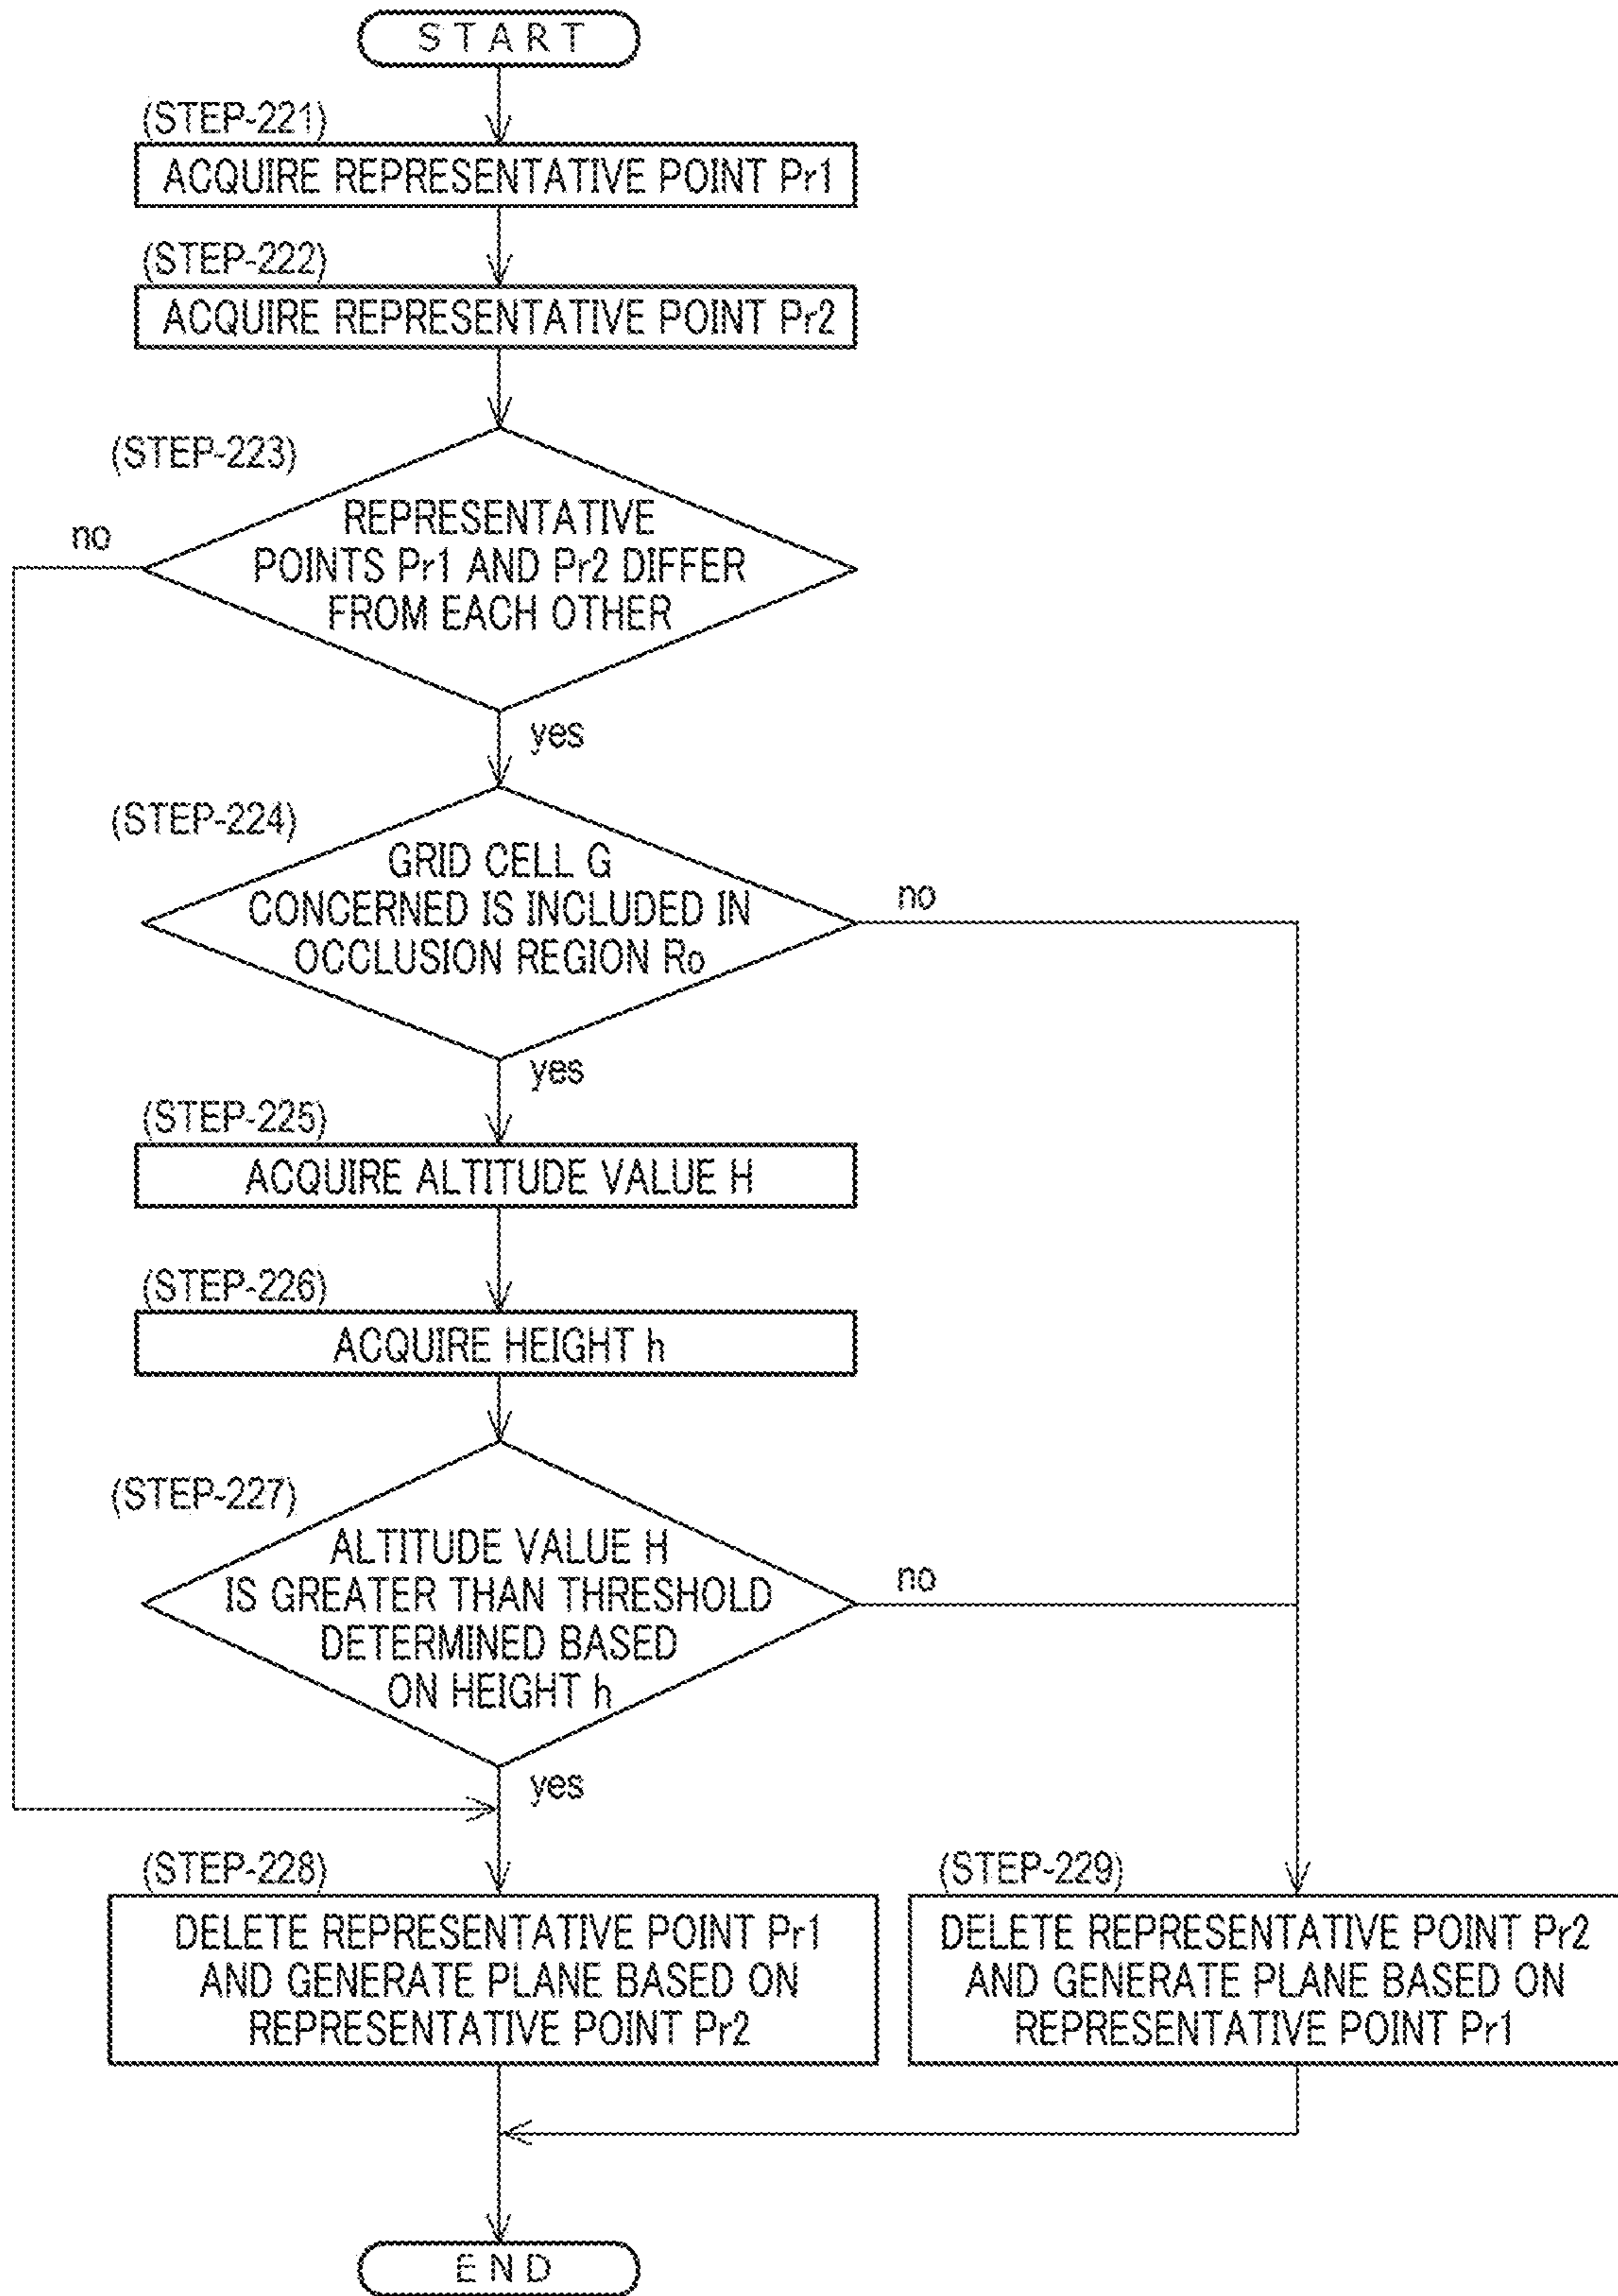 START
(STEP-221)
ACQUIRE REPRESENTATIVE POINT Pr1
(STEP-222)
ACQUIRE REPRESENTATIVE POINT Pr2
(STEP-223)
REPRESENTATIVE
POINTS Pr1 AND Pr2 DIFFER
FROM EACH OTHER
no
yes
(STEP-224)
GRID CELL G
CONCERNED IS INCLUDED IN
OCCLUSION REGION Ro
no
yes
(STEP-225)
ACQUIRE ALTITUDE VALUE H
(STEP-226)
ACQUIRE HEIGHT h
(STEP-227)
ALTITUDE VALUE H
IS GREATER THAN THRESHOLD
DETERMINED BASED
ON HEIGHT h
no
yes
(STEP-228)
DELETE REPRESENTATIVE POINT Pr1
AND GENERATE PLANE BASED ON
REPRESENTATIVE POINT Pr2
(STEP-229)
DELETE REPRESENTATIVE POINT Pr2
AND GENERATE PLANE BASED ON
REPRESENTATIVE POINT Pr1
END